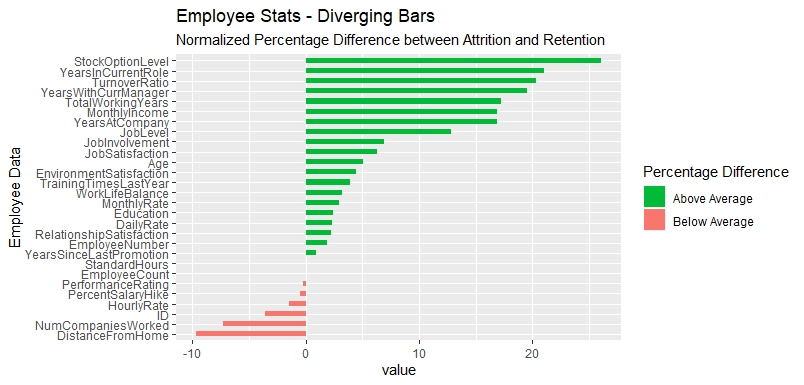 Employee Stats - Diverging Bars
Normalized Percentage Difference between Attrition and Retention
Employee Data
StockOptionLevel
YearsInCurrentRole
TurnoverRatio
YearsWithCurrManager
TotalWorkingYears
MonthlyIncome
YearsAtCompany
JobLevel
JobInvolvement
JobSatisfaction
Age
EnvironmentSatisfaction
TrainingTimesLastYear
WorkLifeBalance
MonthlyRate
Education
DailyRate
RelationshipSatisfaction
EmployeeNumber
YearsSinceLastPromotion
StandardHours
EmployeeCount
PerformanceRating
PercentSalaryHike
HourlyRate
ID
NumCompaniesWorked
DistanceFromHome
-10 0 10 20
value
Percentage Difference
Above Average
Below Average